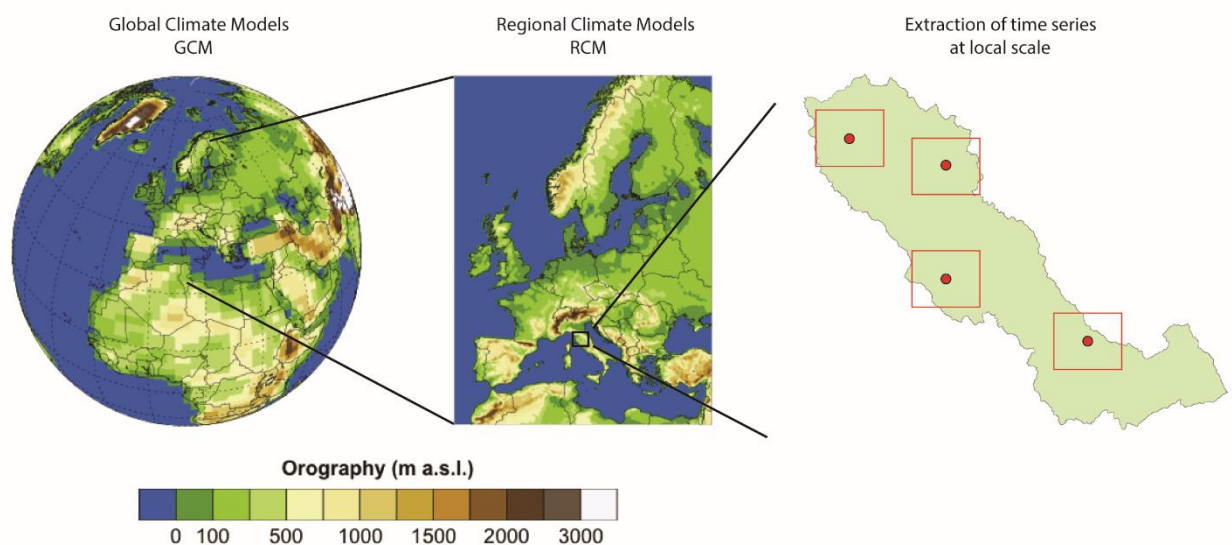 Global Climate Models
GCM
Regional Climate Models
RCM
Extraction of time series
at local scale
Orography (m a.s.l.)
0 100 500 1000 1500 2000 3000